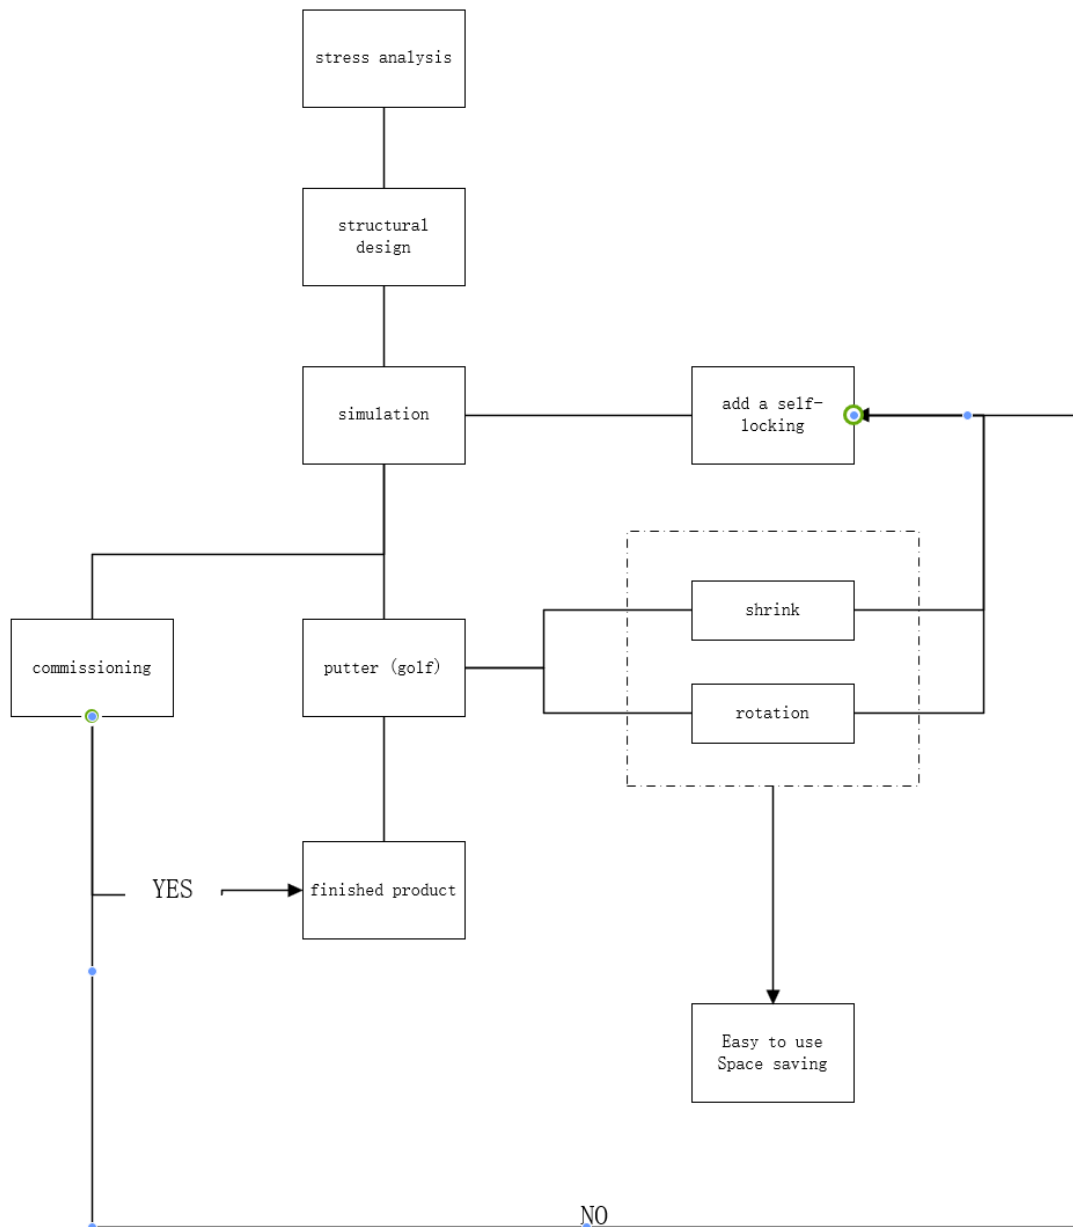 stress analysis
structural
design
simulation
add a self-
locking
shrink
commissioning
putter (golf)
rotation
YES
finished product
Easy to use
Space saving
NO